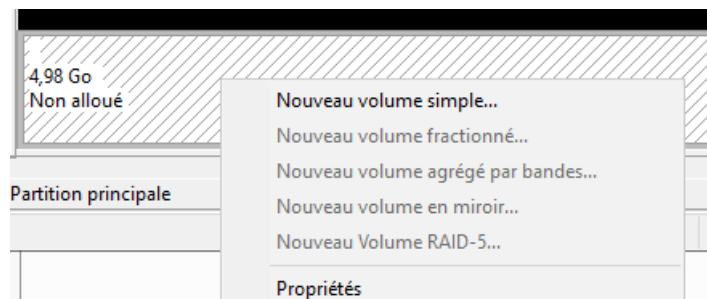 4,98 Go
Non alloué
Nouveau volume simple...
Nouveau volume fractionné...
Nouveau volume agrégé par bandes...
Partition principale
Nouveau volume en miroir...
Nouveau Volume RAID-5...
Propriétés